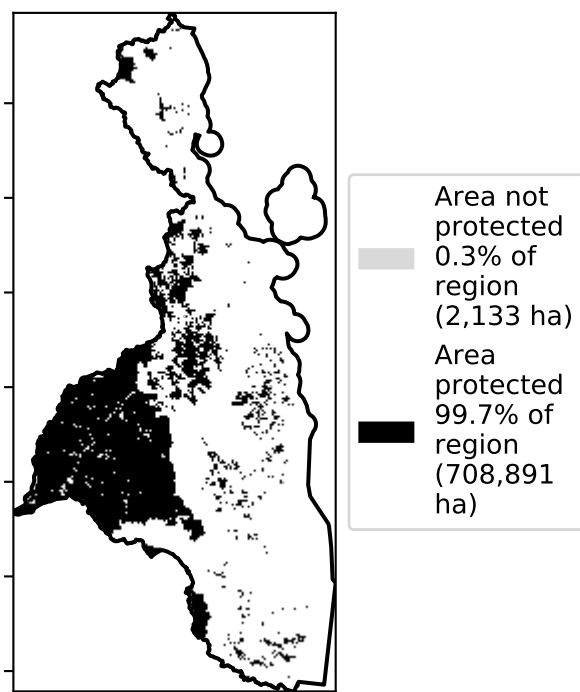 Area not
protected
0.3% of
region
(2,133 ha)
Area
protected
99.7% of
region
(708,891
ha)